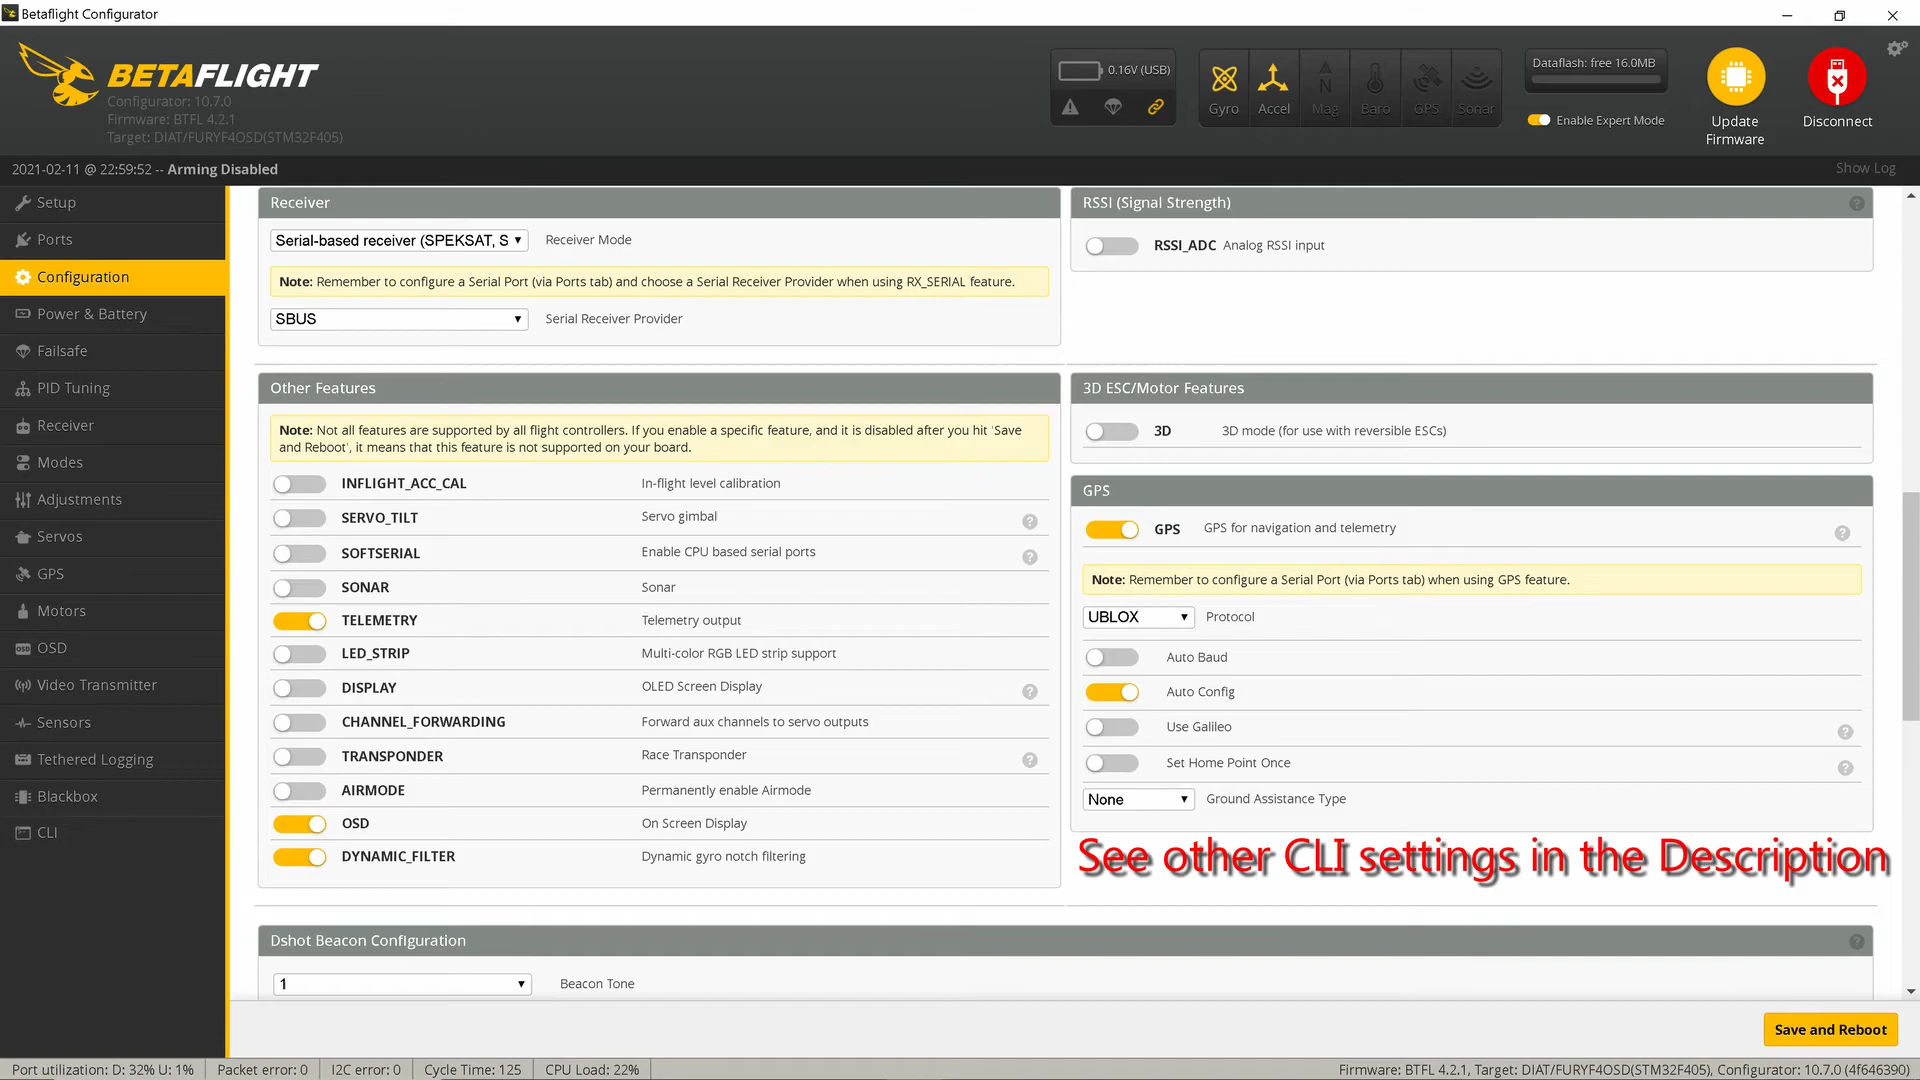 Betaflight Configurator
BETAFLIGHT
Configurator: 10.7.0
Firmware: BTFL 4.2.1
Target: DIAT/FURYF4OSD(STM32F405)
0.16V (USB)
Gyro
Accel
Mag
Baro
GPS
Sonar
Dataflash: free 16.0MB
Enable Expert Mode
Update
Firmware
Disconnect
2021-02-11 @ 22:59:52 -- Arming Disabled
Show Log
Setup
Ports
Configuration
Power & Battery
Failsafe
PID Tuning
Receiver
Modes
Adjustments
Servos
GPS
Motors
OSD
Video Transmitter
Sensors
Tethered Logging
Blackbox
CLI
Receiver
Serial-based receiver (SPEKSAT, S
Receiver Mode
Note: Remember to configure a Serial Port (via Ports tab) and choose a Serial Receiver Provider when using RX_SERIAL feature.
SBUS
Serial Receiver Provider
RSSI (Signal Strength)
RSSI_ADC Analog RSSI input
Other Features
Note: Not all features are supported by all flight controllers. If you enable a specific feature, and it is disabled after you hit 'Save
and Reboot', it means that this feature is not supported on your board.
INFLIGHT_ACC_CAL In-flight level calibration
SERVO_TILT Servo gimbal
SOFTSERIAL Enable CPU based serial ports
SONAR Sonar
TELEMETRY Telemetry output
LED_STRIP Multi-color RGB LED strip support
DISPLAY OLED Screen Display
CHANNEL_FORWARDING Forward aux channels to servo outputs
TRANSPONDER Race Transponder
AIRMODE Permanently enable Airmode
OSD On Screen Display
DYNAMIC_FILTER Dynamic gyro notch filtering
3D ESC/Motor Features
3D 3D mode (for use with reversible ESCs)
GPS
GPS GPS for navigation and telemetry
Note: Remember to configure a Serial Port (via Ports tab) when using GPS feature.
UBLOX Protocol
Auto Baud
Auto Config
Use Galileo
Set Home Point Once
None Ground Assistance Type
See other CLI settings in the Description
Dshot Beacon Configuration
1 Beacon Tone
Save and Reboot
Port utilization: D: 32% U: 1%
Packet error: 0
I2C error: 0
Cycle Time: 125
CPU Load: 22%
Firmware: BTFL 4.2.1, Target: DIAT/FURYF4OSD(STM32F405), Configurator: 10.7.0 (4f646390)